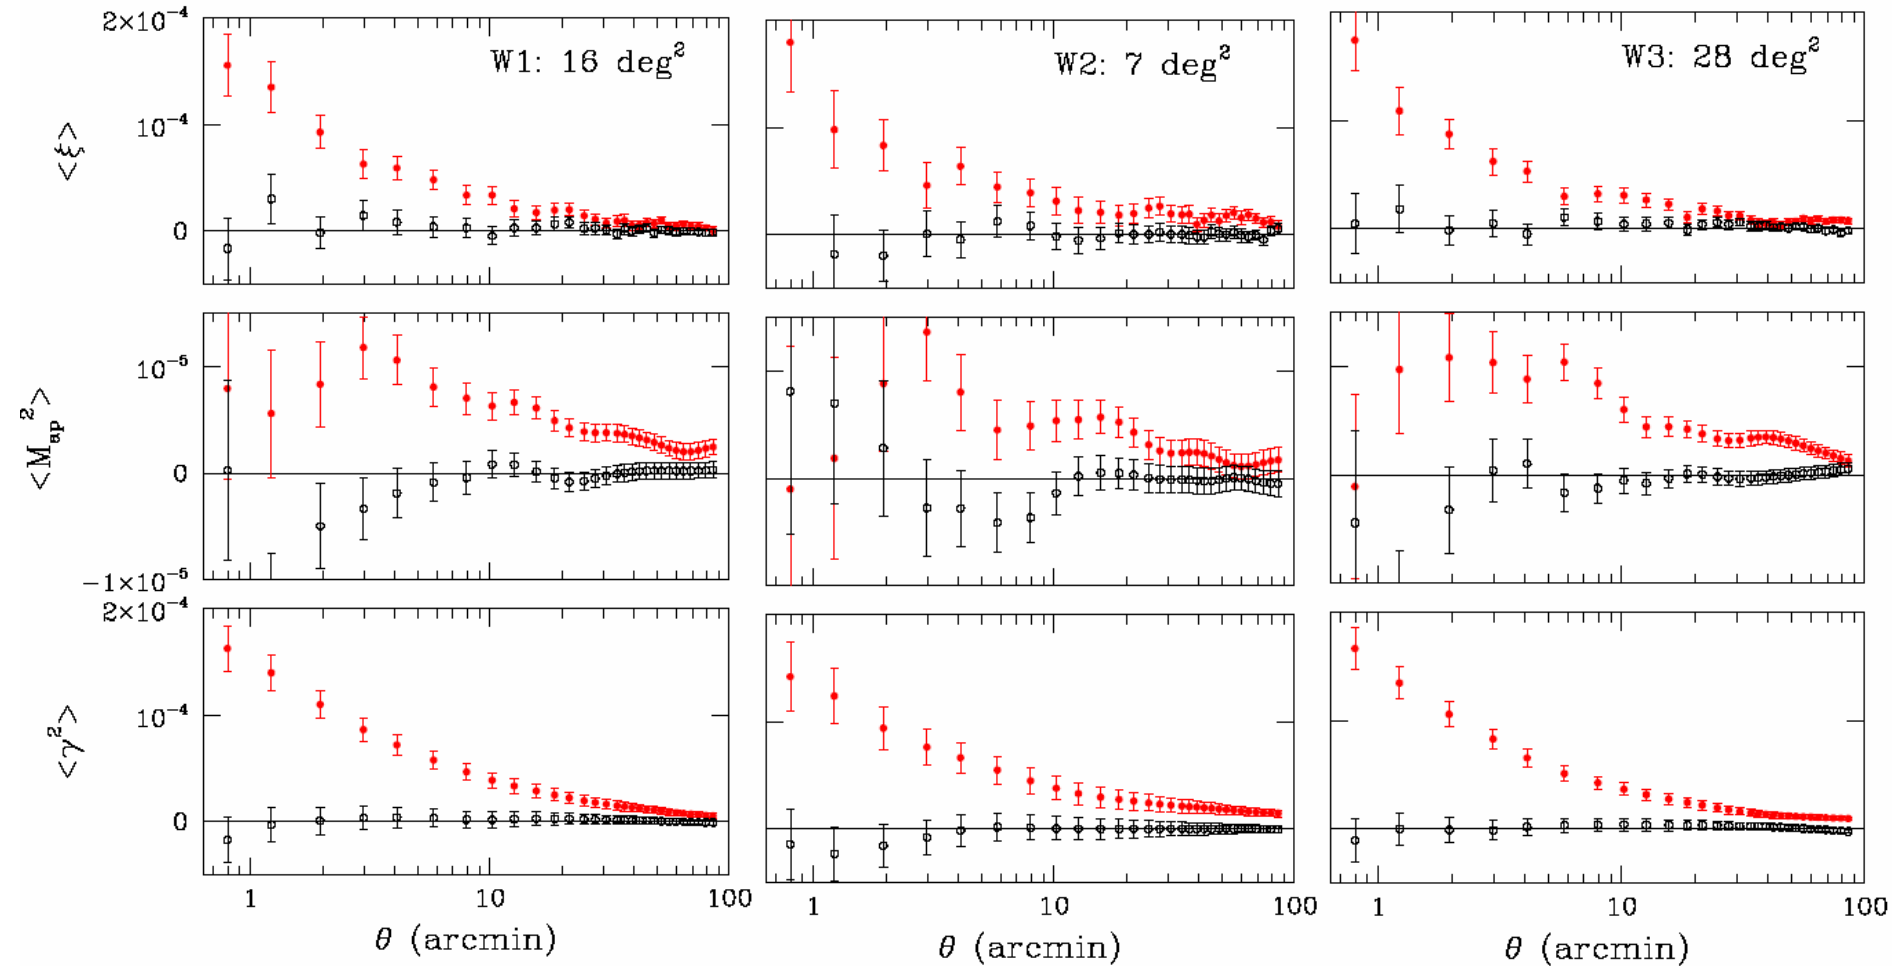 2×10⁻⁴
10⁻⁴
0
<ξ>
W1: 16 deg²
W2: 7 deg²
W3: 28 deg²
10⁻⁵
0
−1×10⁻⁵
<M_ap²>
2×10⁻⁴
10⁻⁴
0
<γ²>
1 10 100
1 10 100
1 10 100
θ (arcmin)
θ (arcmin)
θ (arcmin)